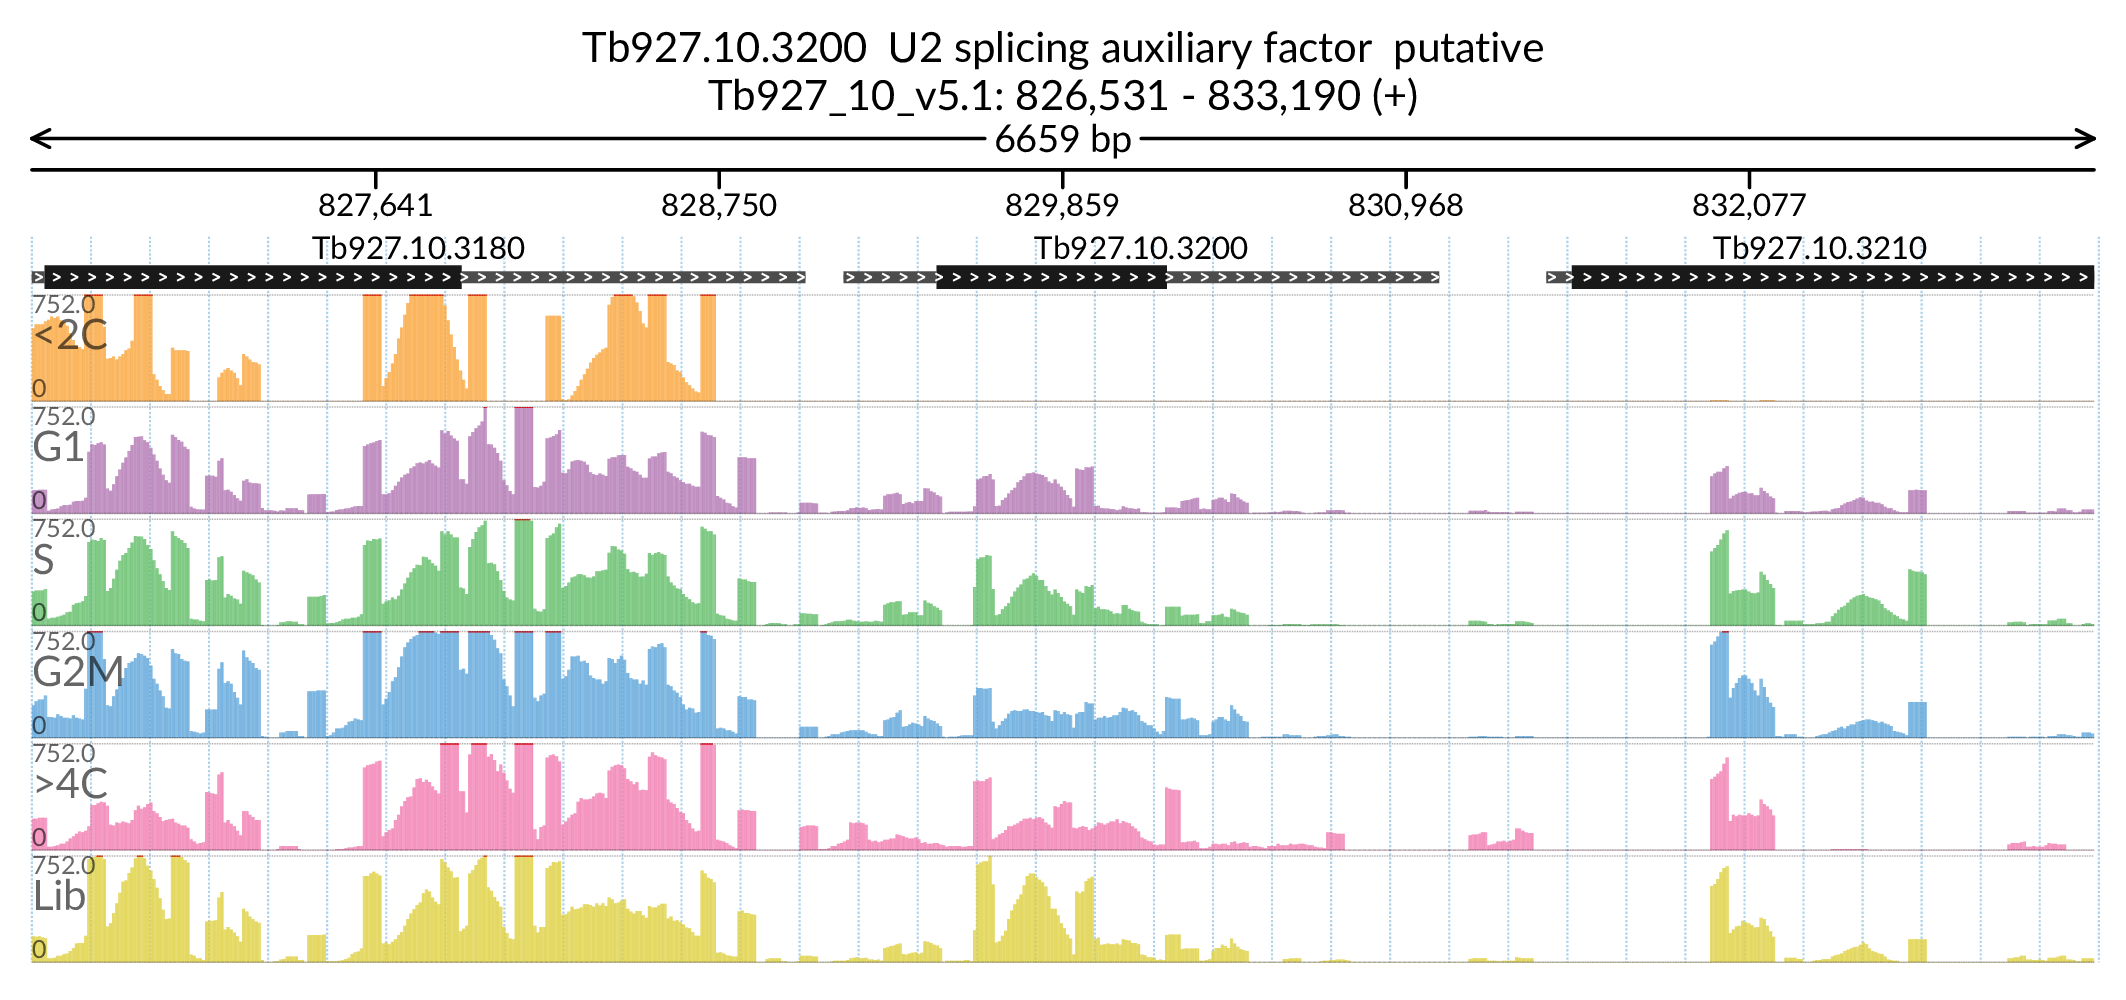 Tb927.10.3200 U2 splicing auxiliary factor putative
Tb927_10_v5.1: 826,531 - 833,190 (+)
6659 bp
827,641 828,750 829,859 830,968 832,077
Tb927.10.3180 Tb927.10.3200 Tb927.10.3210
752.0
<2C
0
752.0
G1
0
752.0
S
0
752.0
G2M
0
752.0
>4C
0
752.0
Lib
0